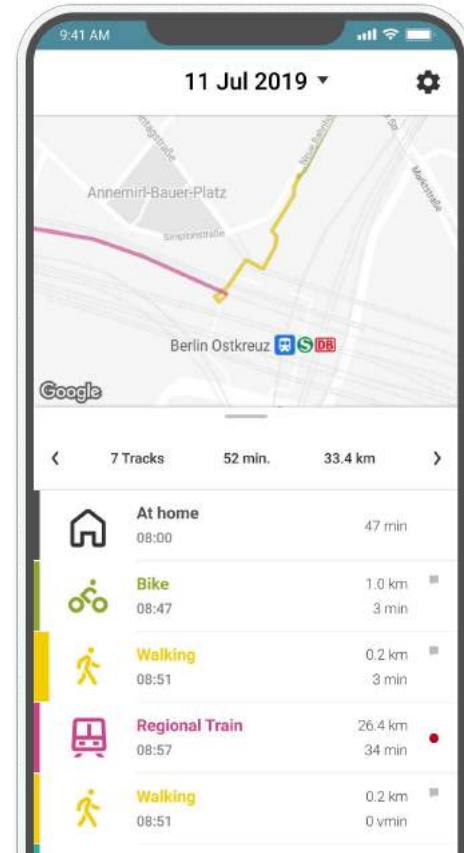 9:41 AM
11 Jul 2019
Neue Bahnho
Marktstraße
Annemirl-Bauer-Platz
Simplonstraße
Berlin Ostkreuz S DB
Google
7 Tracks 52 min. 33.4 km
At home
47 min
08:00
Bike 1.0 km
08:47 3 min
Walking 0.2 km
08:51 3 min
Regional Train 26.4 km
08:57 34 min
Walking 0.2 km
08:51 0 vmin